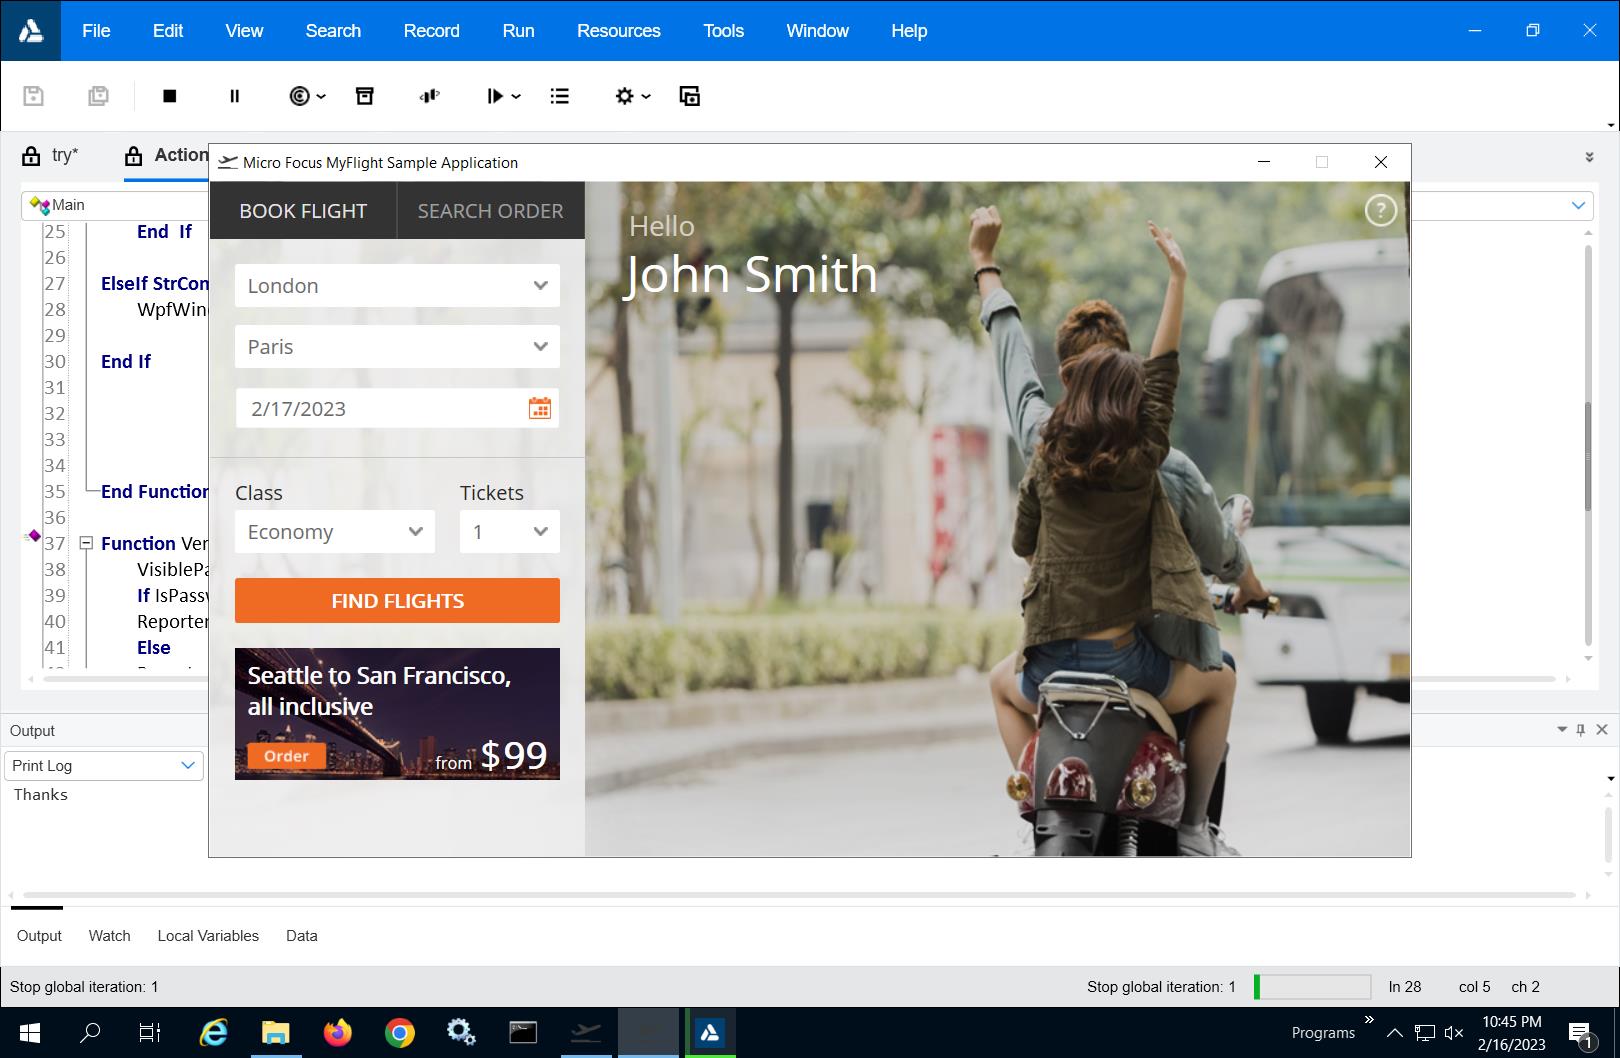 File Edit View Search Record Run Resources Tools Window Help
try*
Action
Micro Focus MyFlight Sample Application
Main
BOOK FLIGHT
SEARCH ORDER
Hello
John Smith
?
London
Paris
2/17/2023
Class
Tickets
Economy
1
FIND FLIGHTS
Seattle to San Francisco,
all inclusive
Order
from $99
25 End If
26
27 ElseIf StrCon
28 WpfWin
29
30 End If
31
32
33
34
35 End Function
36
37 Function Ver
38 VisiblePa
39 If IsPassw
40 Reporter
41 Else
Output
Print Log
Thanks
Output Watch Local Variables Data
Stop global iteration: 1
Stop global iteration: 1
ln 28 col 5 ch 2
Programs
10:45 PM
2/16/2023
1